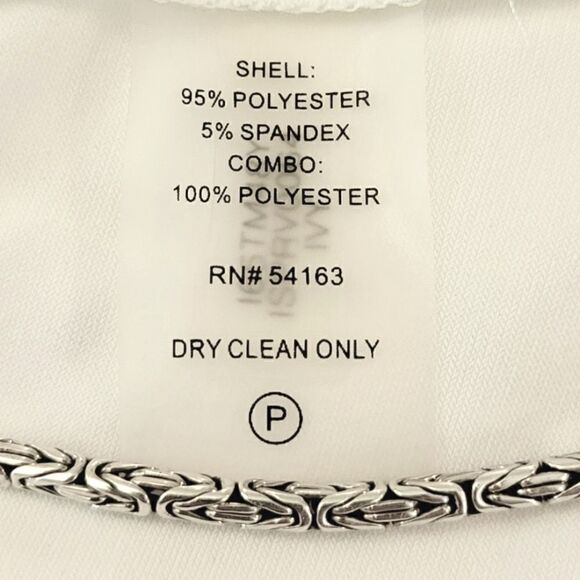 SHELL:
95% POLYESTER
5% SPANDEX
COMBO:
100% POLYESTER
RN# 54163
DRY CLEAN ONLY
P